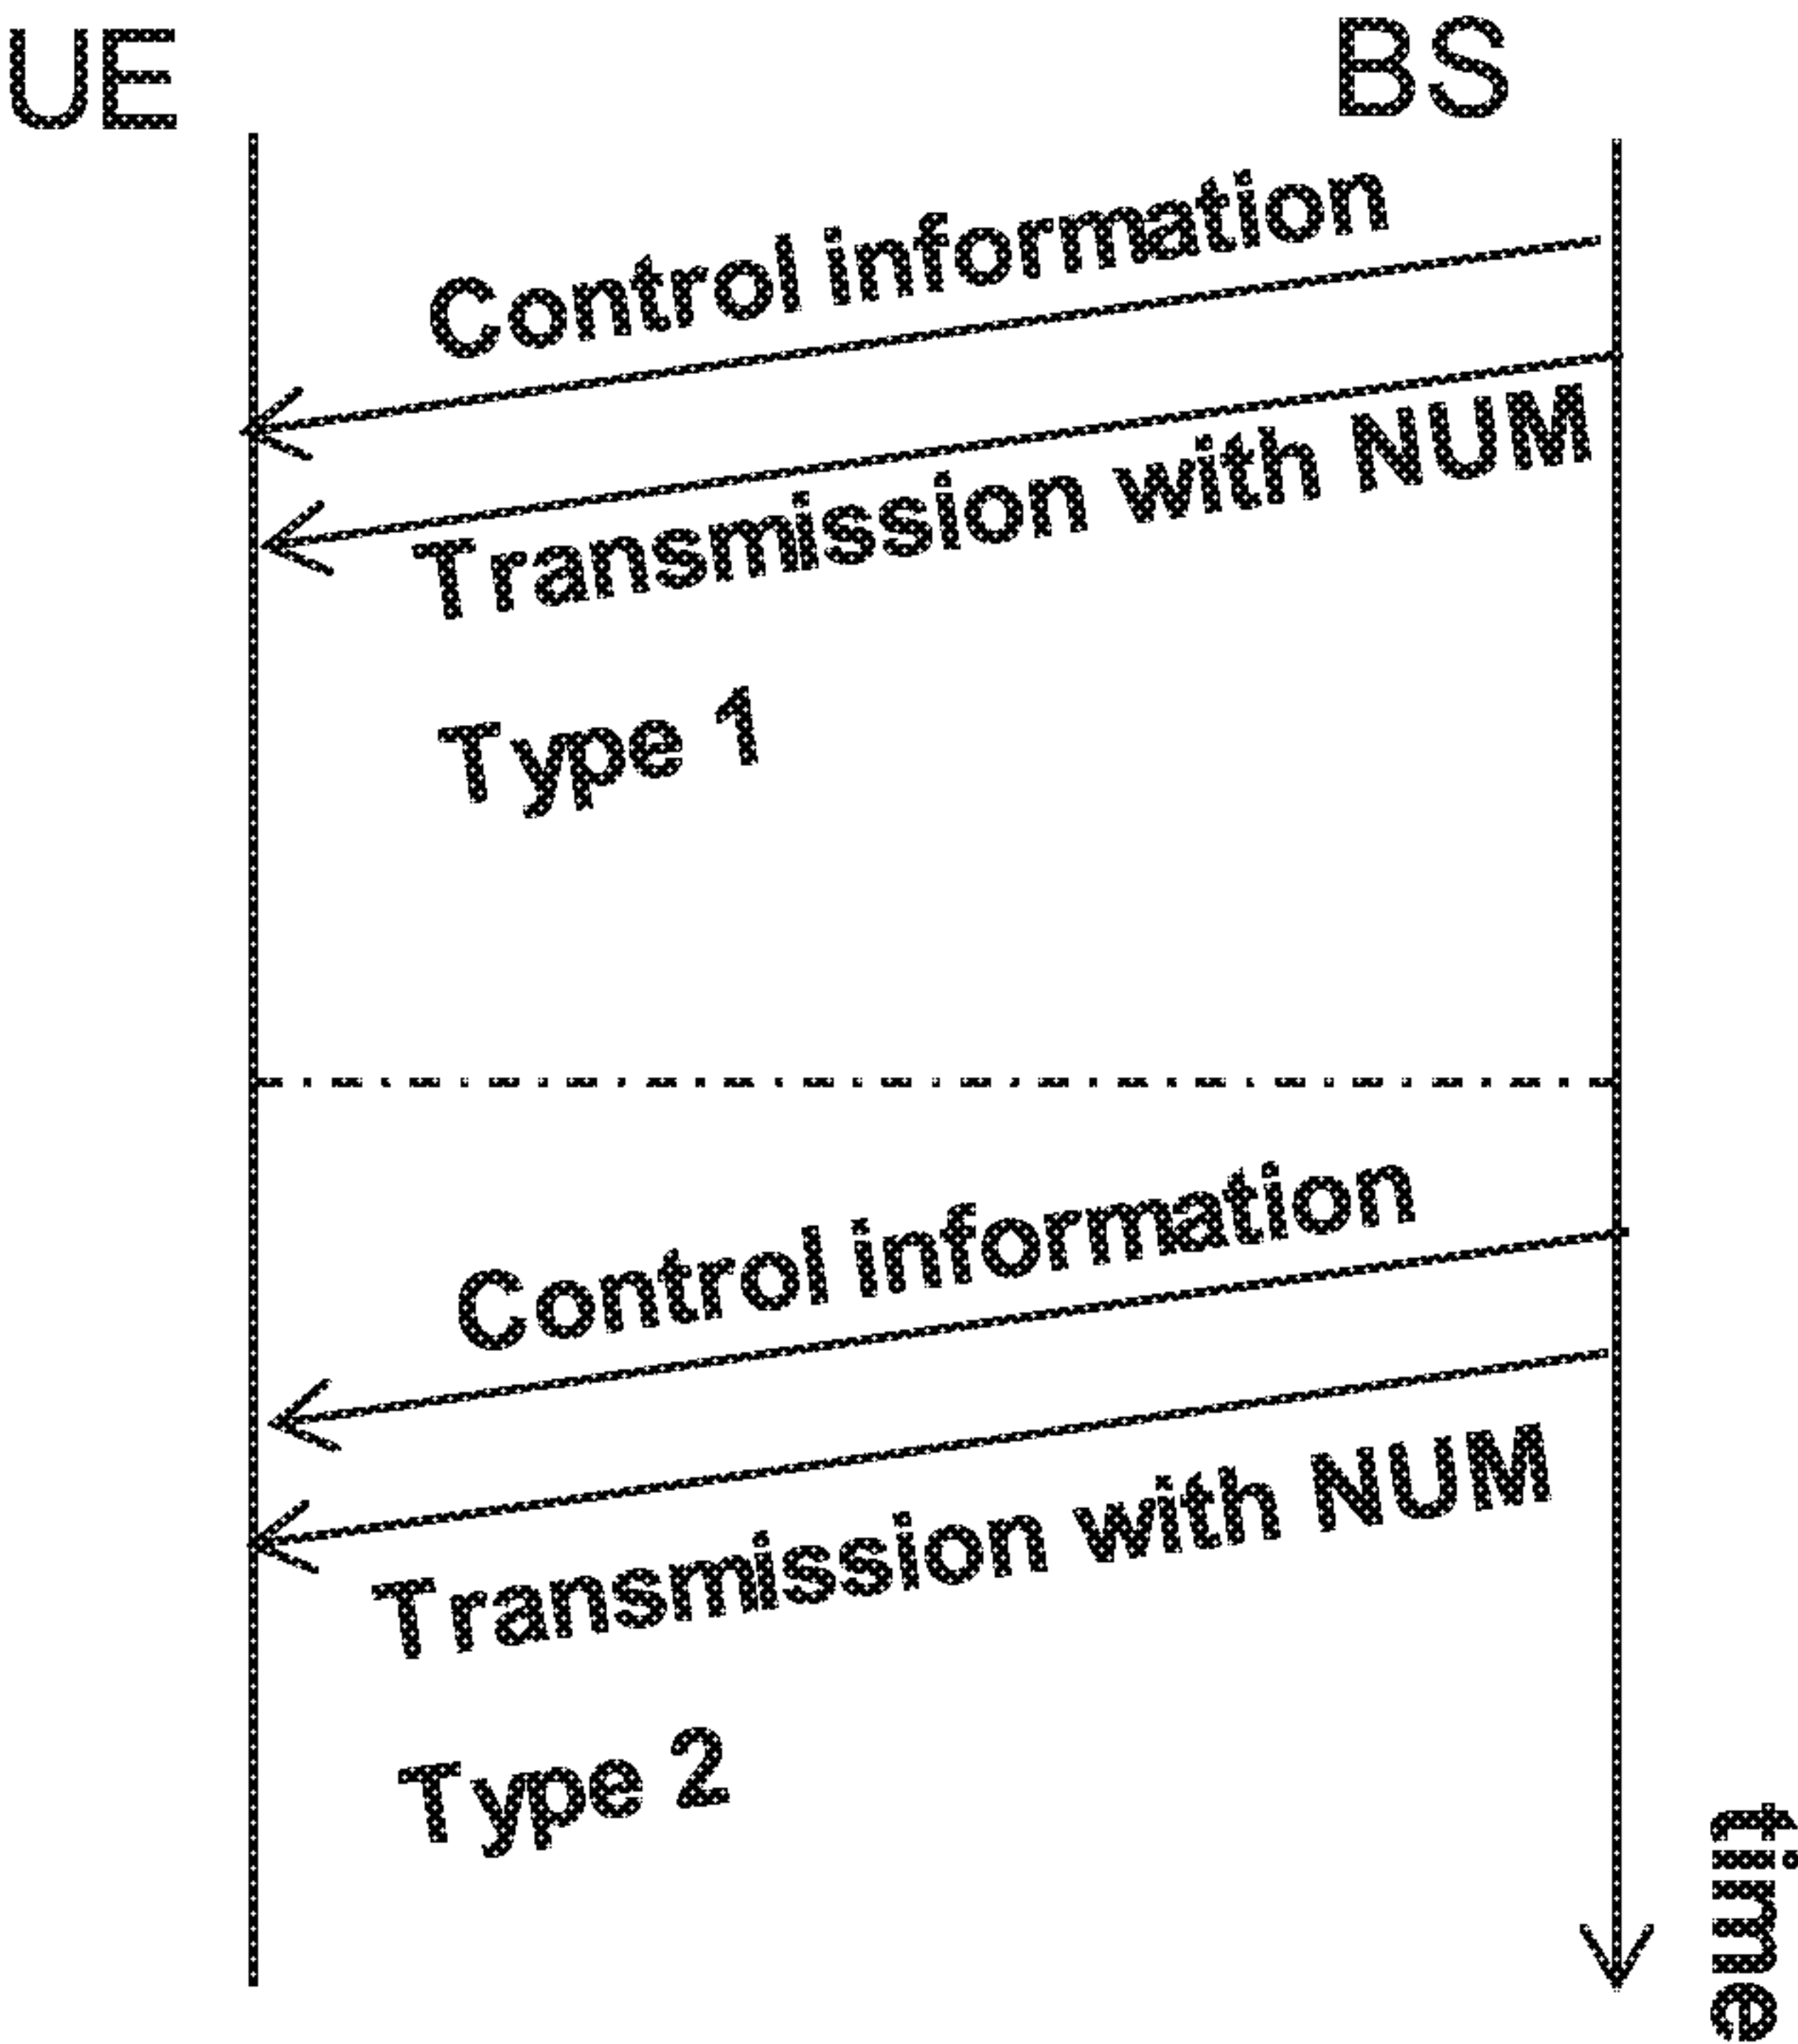 UE
BS
Control information
Transmission with NUM
Type 1
Control information
Transmission with NUM
Type 2
time